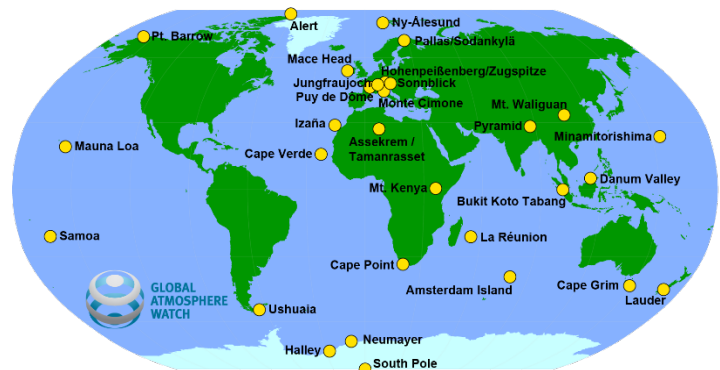 Alert
Ny-Ålesund
Pt. Barrow
Pallas/Sodankylä
Mace Head
Hohenpeißenberg/Zugspitze
Jungfraujoch
Sonnblick
Puy de Dôme
Monte Cimone
Mt. Waliguan
Izaña
Pyramid
Minamitorishima
Assekrem /
Tamanrasset
Mauna Loa
Cape Verde
Danum Valley
Mt. Kenya
Bukit Koto Tabang
Samoa
La Réunion
Cape Point
Amsterdam Island
Cape Grim
Lauder
GLOBAL
ATMOSPHERE
WATCH
Ushuaia
Neumayer
Halley
South Pole